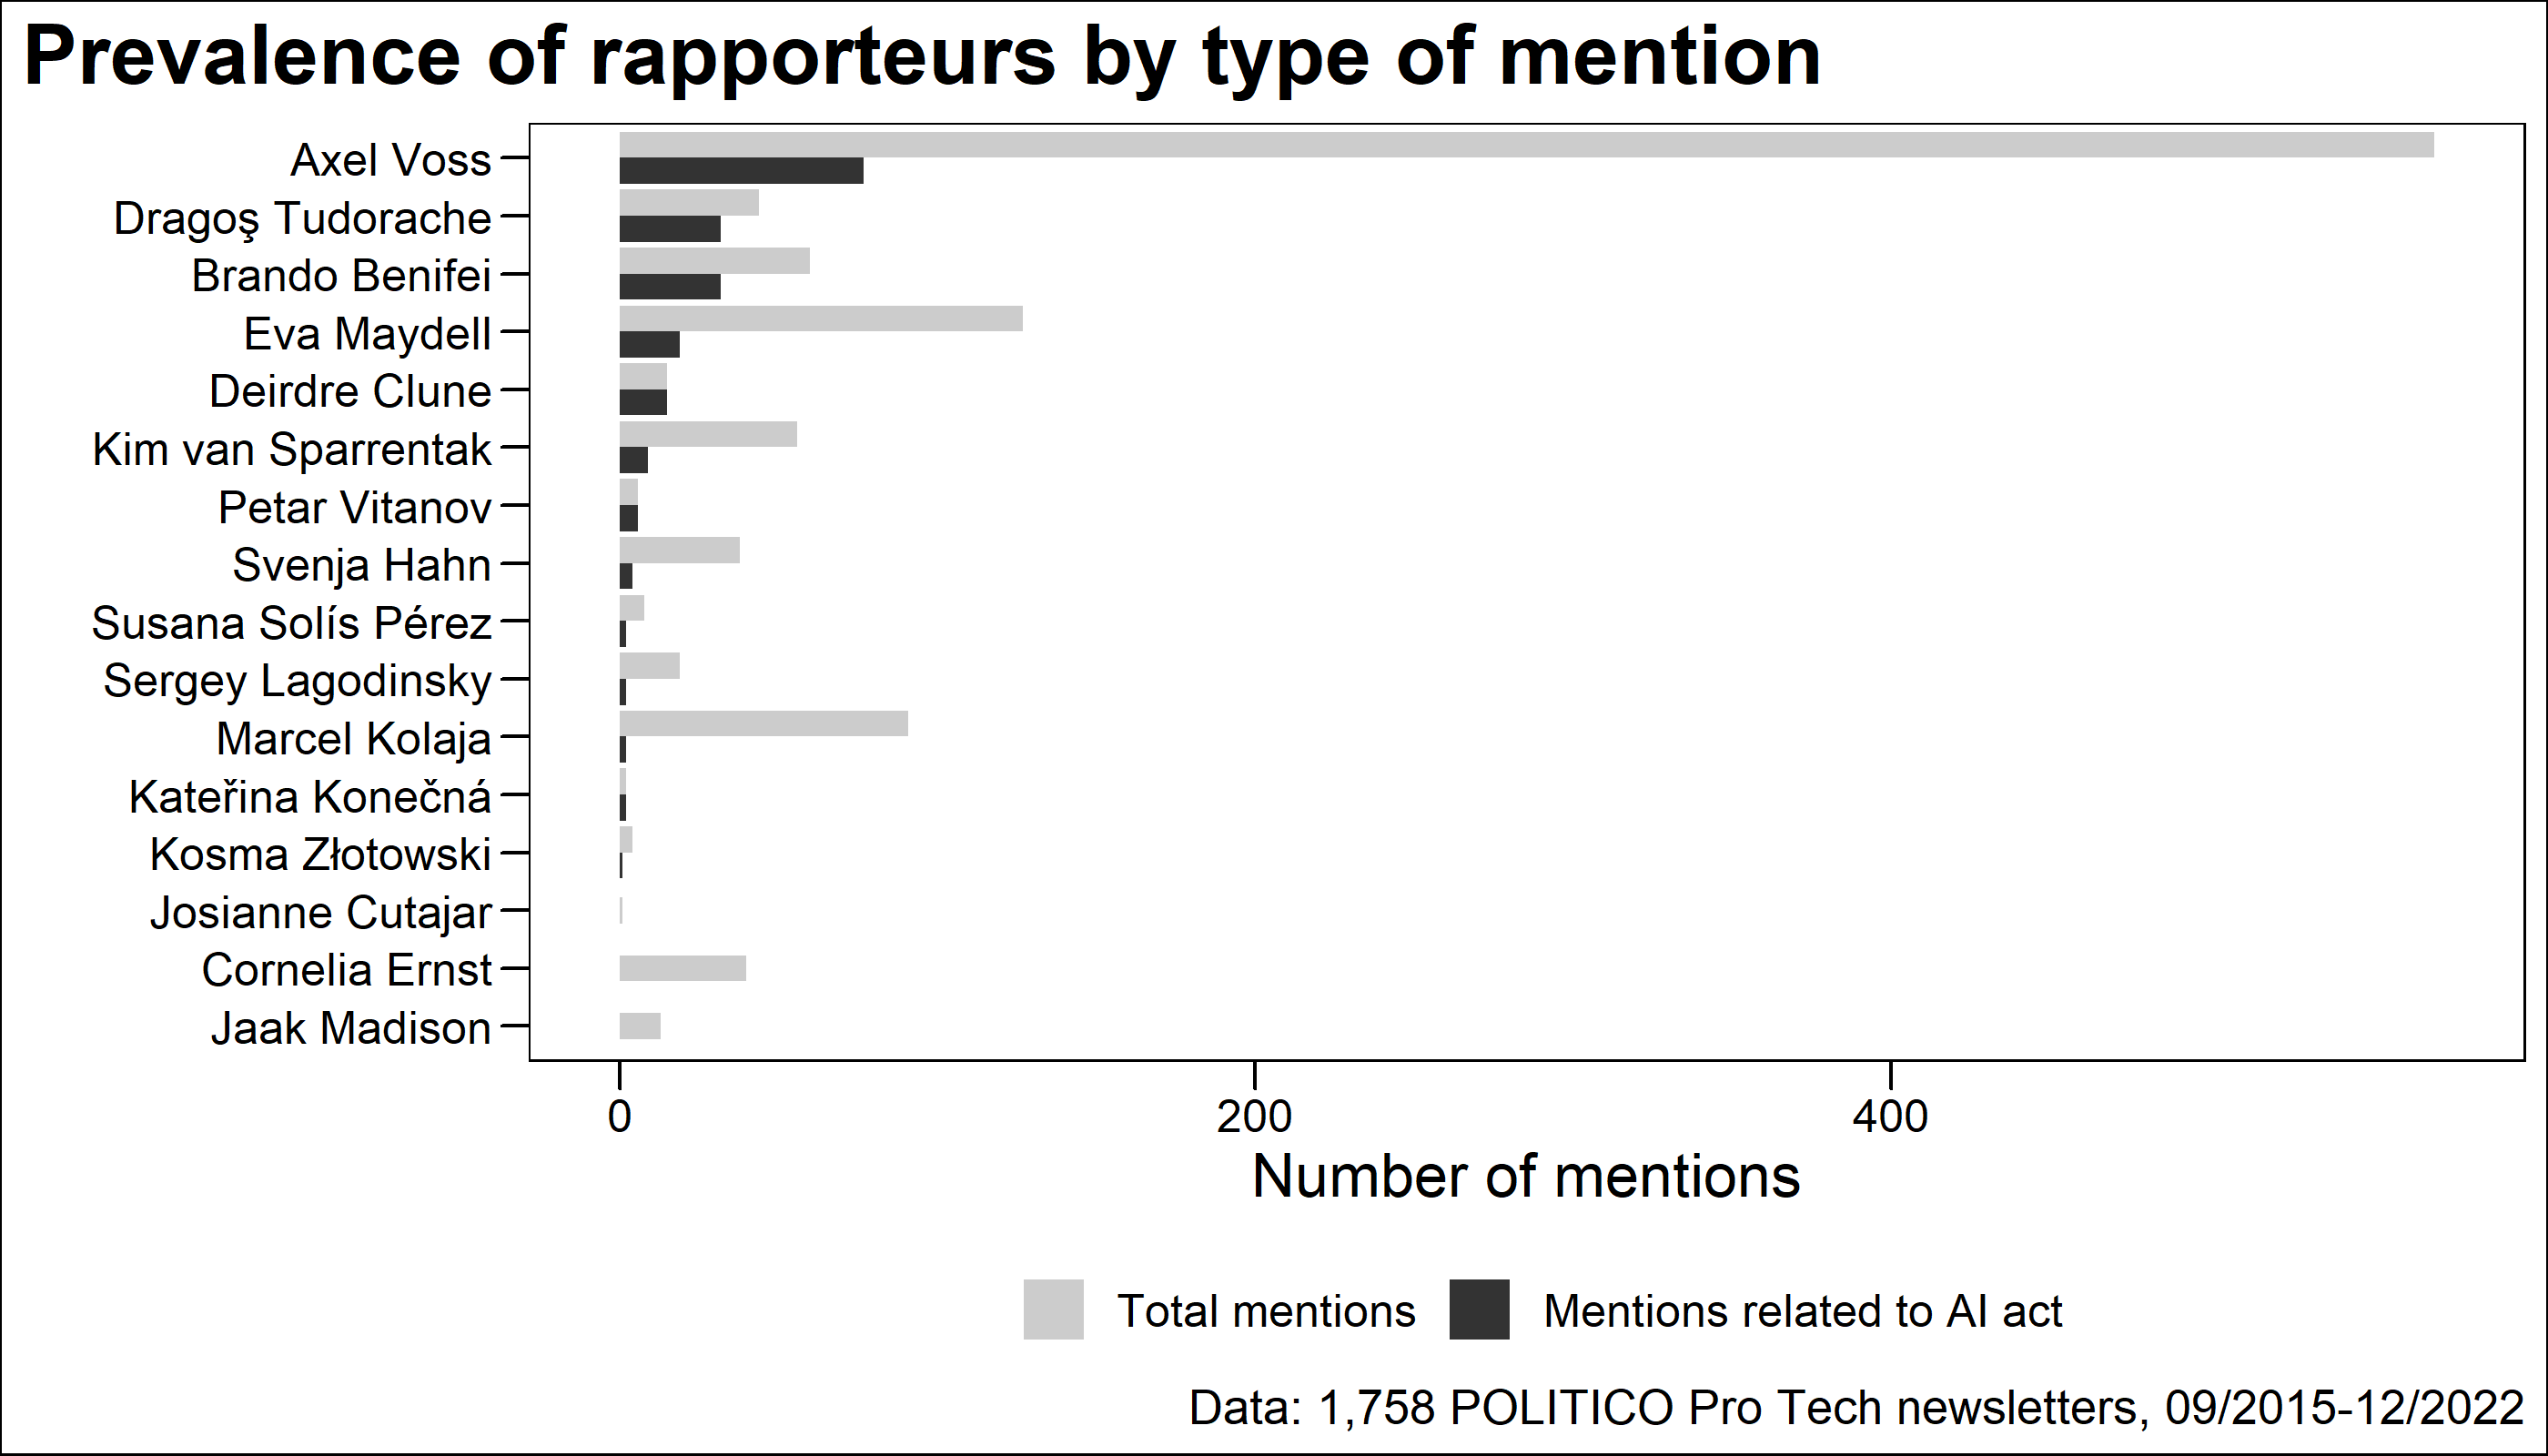 Prevalence of rapporteurs by type of mention
Axel Voss
Dragoş Tudorache
Brando Benifei
Eva Maydell
Deirdre Clune
Kim van Sparrentak
Petar Vitanov
Svenja Hahn
Susana Solís Pérez
Sergey Lagodinsky
Marcel Kolaja
Kateřina Konečná
Kosma Złotowski
Josianne Cutajar
Cornelia Ernst
Jaak Madison
0 200 400
Number of mentions
Total mentions Mentions related to AI act
Data: 1,758 POLITICO Pro Tech newsletters, 09/2015-12/2022